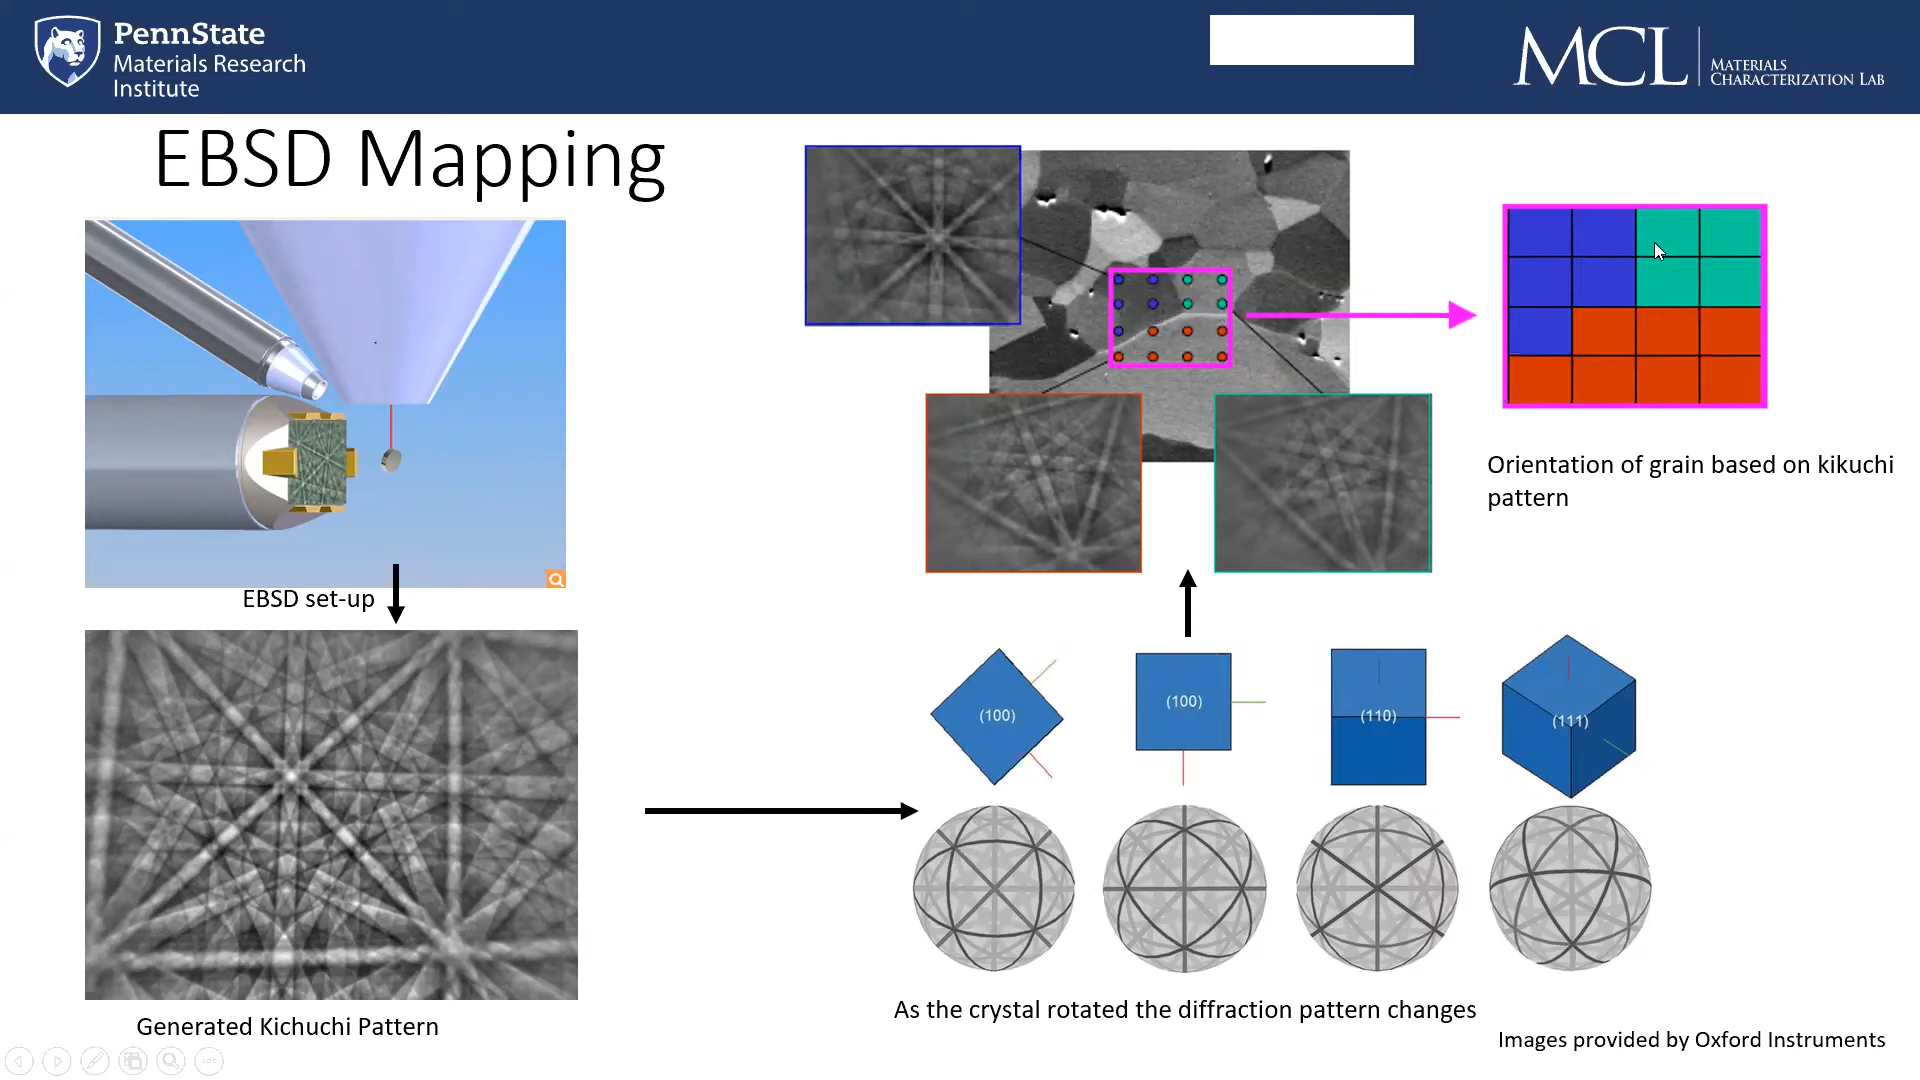 PennState
Materials Research
Institute
MCL
MATERIALS
CHARACTERIZATION LAB
EBSD Mapping
Orientation of grain based on kikuchi
pattern
EBSD set-up
(100)
(100)
(110)
(111)
Generated Kichuchi Pattern
As the crystal rotated the diffraction pattern changes
Images provided by Oxford Instruments